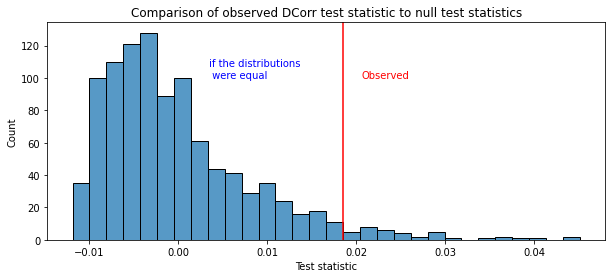 Comparison of observed DCorr test statistic to null test statistics
120
100
80
60
40
20
0
Count
if the distributions
were equal
Observed
−0.01
0.00
0.01
0.02
0.03
0.04
Test statistic